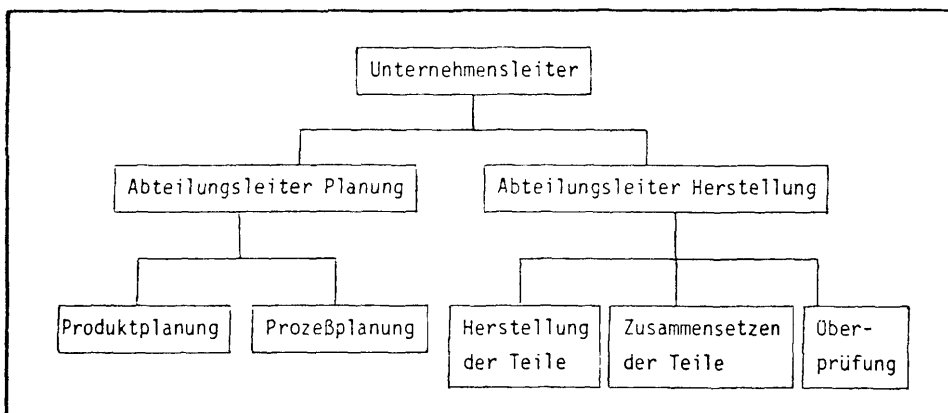 Unternehmensleiter
Abteilungsleiter Planung
Abteilungsleiter Herstellung
Produktplanung
Prozeßplanung
Herstellung
der Teile
Zusammensetzen
der Teile
Über-
prüfung